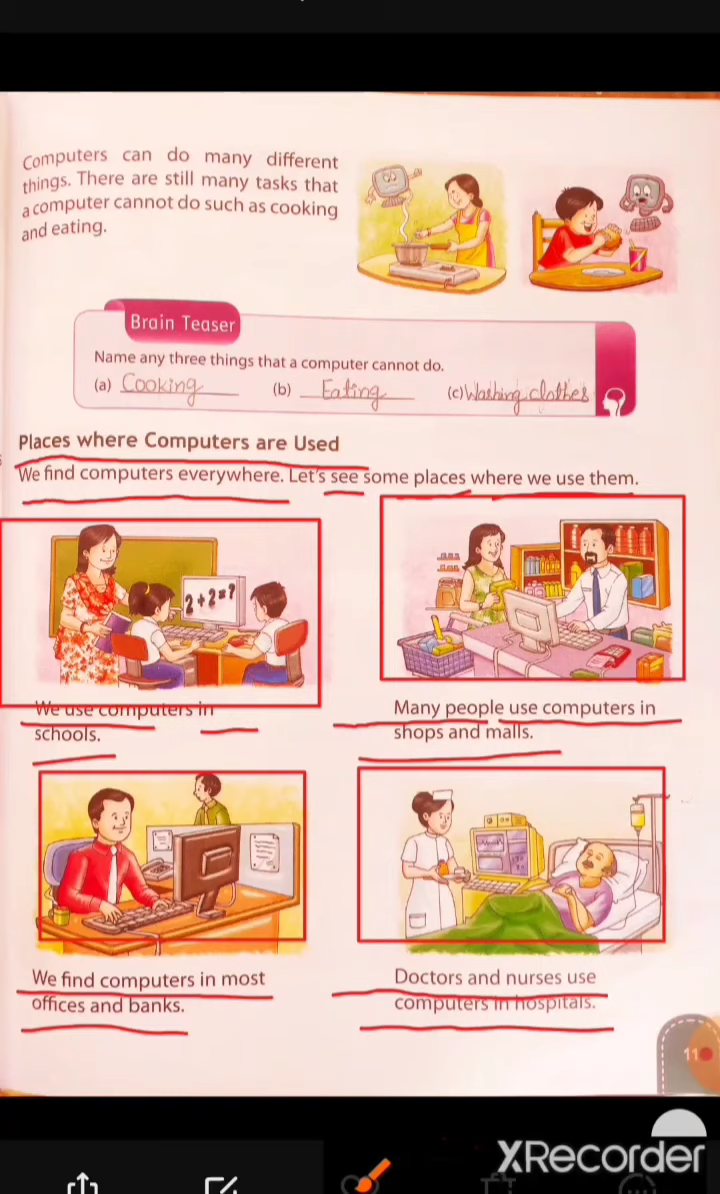 Computers can do many different
things. There are still many tasks that
a computer cannot do such as cooking
and eating.
Brain Teaser
Name any three things that a computer cannot do.
(a) Cooking (b) Eating (c) Washing clothes
Places where Computers are Used
We find computers everywhere. Let's see some places where we use them.
2+2=?
We use computers in
schools.
Many people use computers in
shops and malls.
We find computers in most
offices and banks.
Doctors and nurses use
computers in hospitals.
11
XRecorder